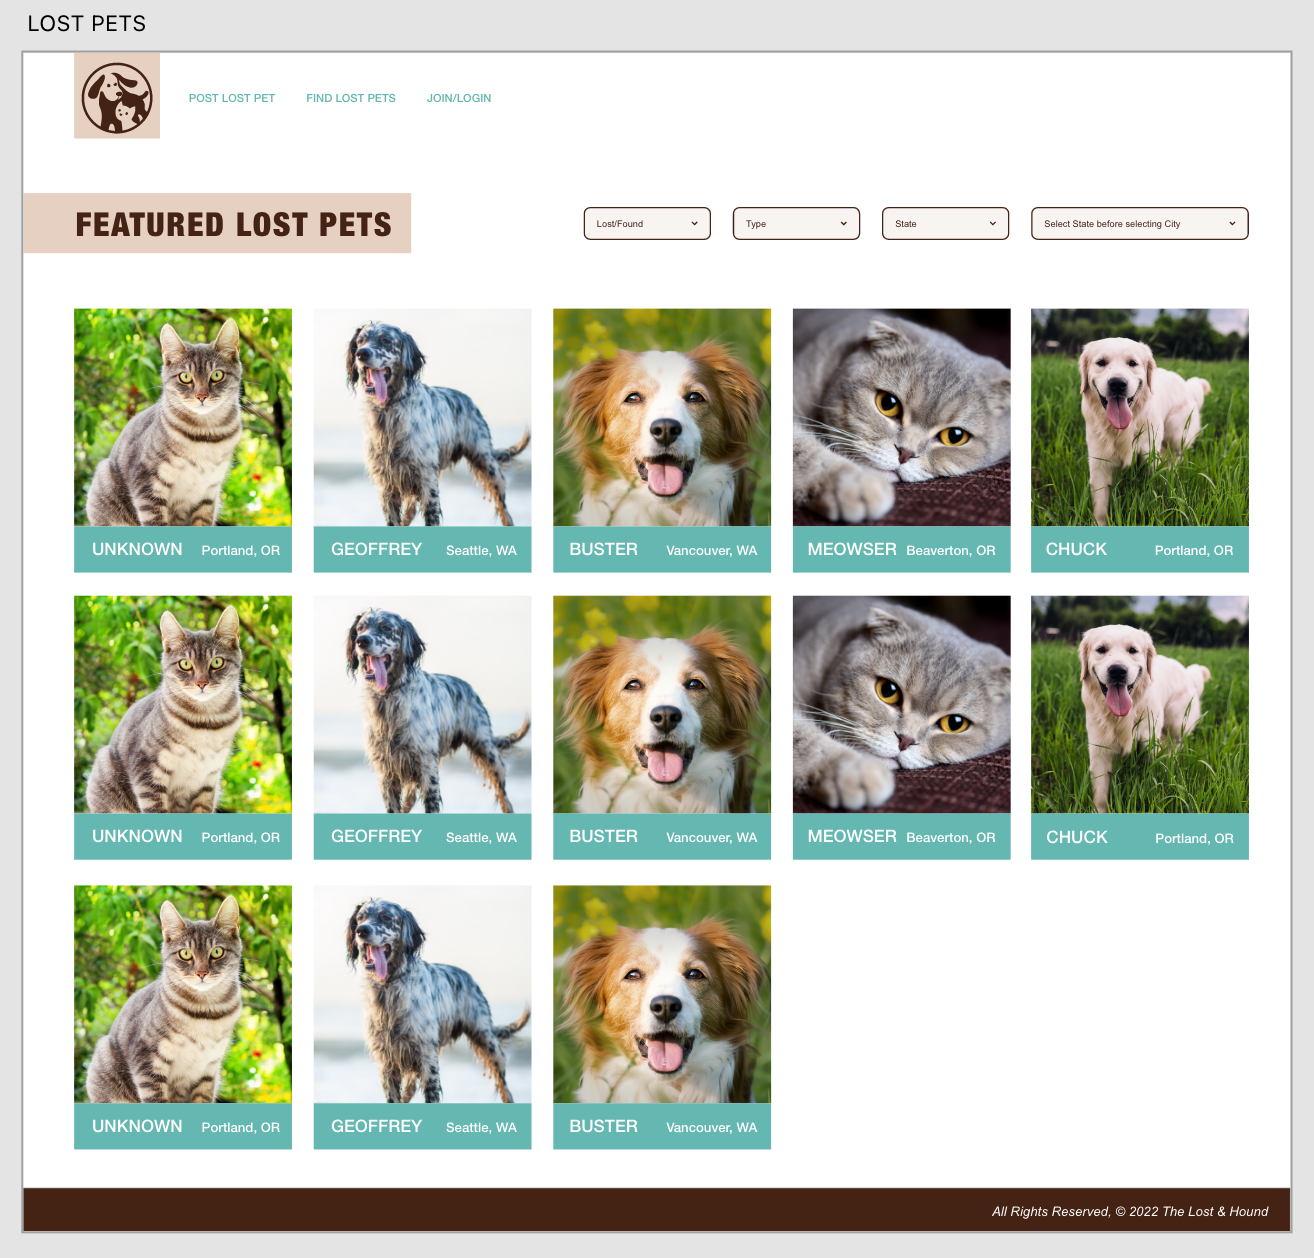 LOST PETS
POST LOST PET FIND LOST PETS JOIN/LOGIN
FEATURED LOST PETS
Lost/Found Type State Select State before selecting City
UNKNOWN Portland, OR GEOFFREY Seattle, WA BUSTER Vancouver, WA MEOWSER Beaverton, OR CHUCK Portland, OR
UNKNOWN Portland, OR GEOFFREY Seattle, WA BUSTER Vancouver, WA MEOWSER Beaverton, OR CHUCK Portland, OR
UNKNOWN Portland, OR GEOFFREY Seattle, WA BUSTER Vancouver, WA
All Rights Reserved, © 2022 The Lost & Hound